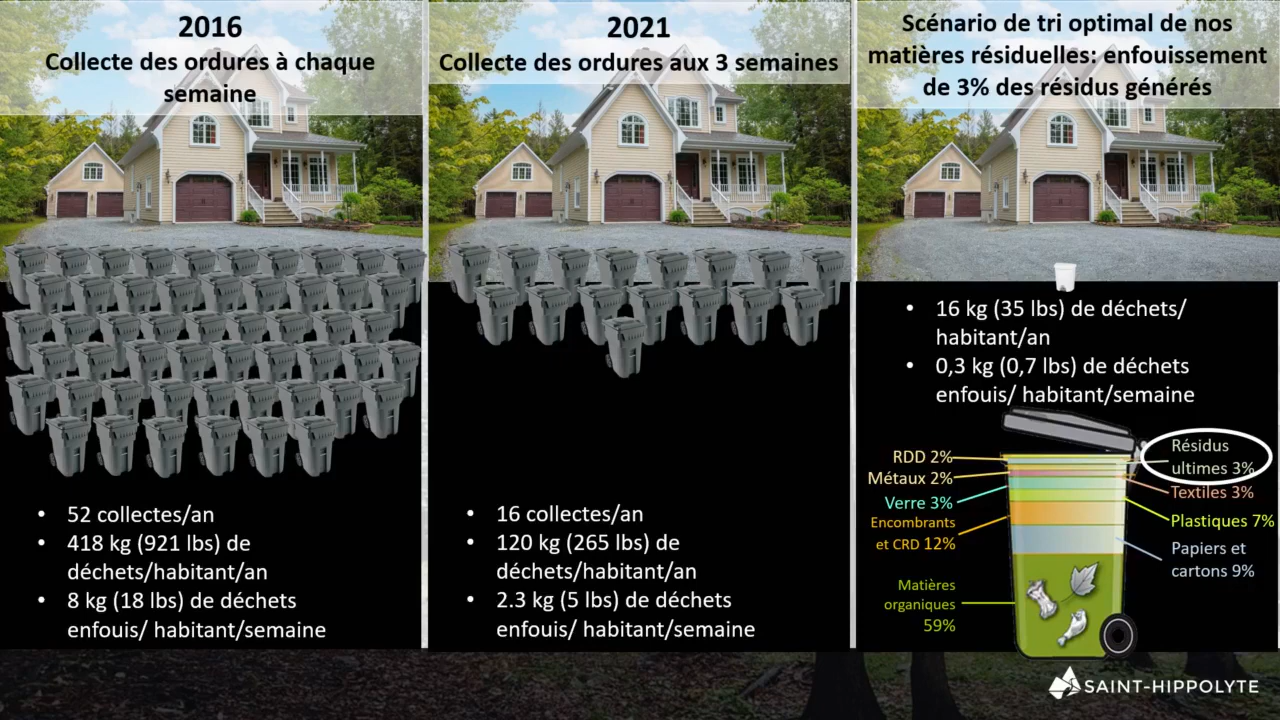 2016
Collecte des ordures à chaque
semaine
52 collectes/an
418 kg (921 lbs) de
déchets/habitant/an
8 kg (18 lbs) de déchets
enfouis/ habitant/semaine
2021
Collecte des ordures aux 3 semaines
16 collectes/an
120 kg (265 lbs) de
déchets/habitant/an
2.3 kg (5 lbs) de déchets
enfouis/ habitant/semaine
Scénario de tri optimal de nos
matières résiduelles: enfouissement
de 3% des résidus générés
16 kg (35 lbs) de déchets/
habitant/an
0,3 kg (0,7 lbs) de déchets
enfouis/ habitant/semaine
RDD 2%
Métaux 2%
Verre 3%
Encombrants
et CRD 12%
Matières
organiques
59%
Résidus
ultimes 3%
Textiles 3%
Plastiques 7%
Papiers et
cartons 9%
SAINT-HIPPOLYTE